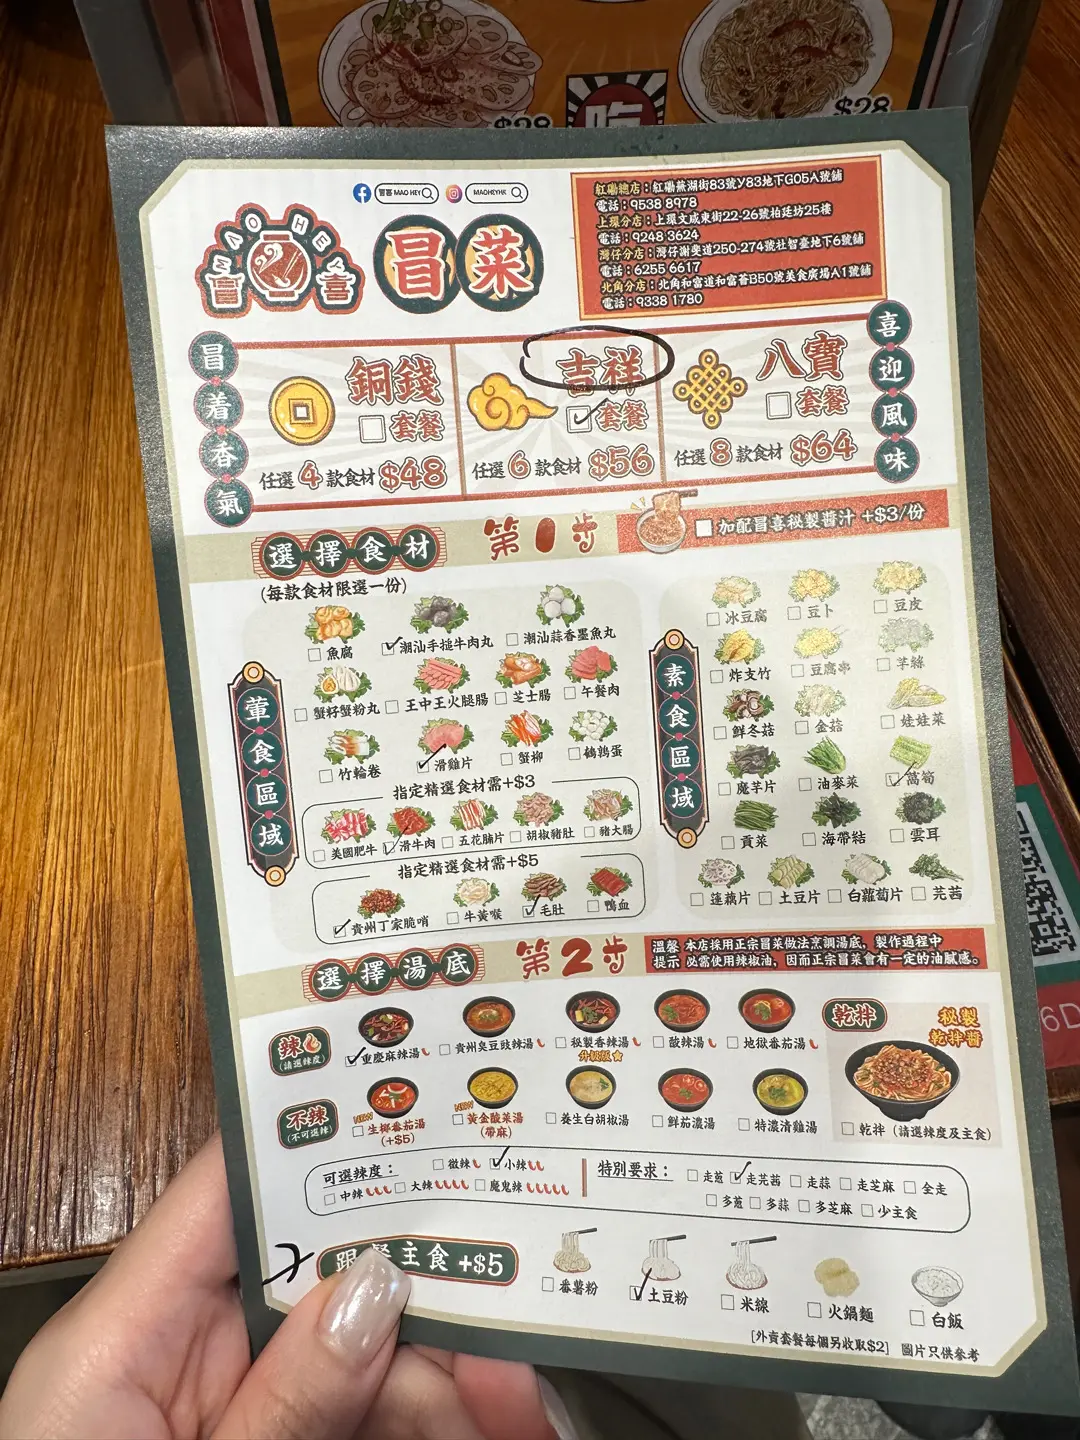 $28
吃
$28
冒喜 MAO HEY
MAOHEYHK
MAO HEY
冒喜
冒菜
紅磡總店：紅磡蕪湖街83號Y83地下G05A號舖
電話：9538 8978
上環分店：上環文咸東街22-26號柏廷坊25樓
電話：9248 3624
灣仔分店：灣仔謝斐道250-274號社智臺地下6號舖
電話：6255 6617
北角分店：北角和富道和富薈B50號美食廣場A1號舖
電話：9338 1780
冒着香氣
喜迎風味
銅錢
套餐
任選4款食材 $48
吉祥
套餐
任選6款食材 $56
八寶
套餐
任選8款食材 $64
選擇食材
第1步
加配冒喜秘製醬汁 +$3/份
(每款食材限選一份)
葷食區域
魚腐 潮汕手搥牛肉丸 潮汕蒜香墨魚丸
蟹籽蟹粉丸 王中王火腿腸 芝士腸 午餐肉
竹輪卷 滑雞片 蟹柳 鵪鶉蛋
指定精選食材需+$3
美國肥牛 滑牛肉 五花腩片 胡椒豬肚 豬大腸
指定精選食材需+$5
貴州丁家脆哨 牛黃喉 毛肚 鴨血
素食區域
冰豆腐 豆卜 豆皮
炸支竹 豆腐串 芋絲
鮮冬菇 金菇 娃娃菜
魔芋片 油麥菜 萵筍
貢菜 海帶結 雲耳
蓮藕片 土豆片 白蘿蔔片 芫茜
選擇湯底
第2步
溫馨 本店採用正宗冒菜做法烹調湯底，製作過程中
提示 必需使用辣椒油，因而正宗冒菜會有一定的油膩感。
辣
(請選辣度)
重慶麻辣湯 貴州臭豆豉辣湯 秘製香辣湯 酸辣湯 地獄番茄湯
升級版
不辣
(不可選辣)
NEW 生椰番茄湯 NEW 黃金酸菜湯 養生白胡椒湯 鮮茄濃湯 特濃清雞湯
(+$5) (帶麻)
乾拌
秘製
乾拌醬
乾拌（請選辣度及主食）
可選辣度： 微辣 小辣
中辣 大辣 魔鬼辣
特別要求： 走蔥 走芫茜 走蒜 走芝麻 全走
多蔥 多蒜 多芝麻 少主食
跟餐主食 +$5
番薯粉 土豆粉 米線 火鍋麵 白飯
[外賣套餐每個另收取$2] 圖片只供參考
6D